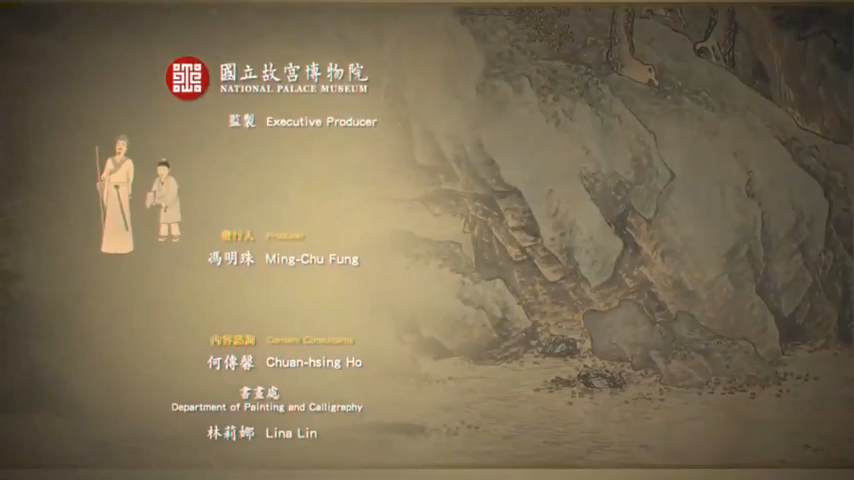 國立故宮博物院
NATIONAL PALACE MUSEUM
監製 Executive Producer
發行人 Producer
馮明珠 Ming-Chu Fung
內容諮詢 Content Consultants
何傳馨 Chuan-hsing Ho
書畫處
Department of Painting and Calligraphy
林莉娜 Lina Lin